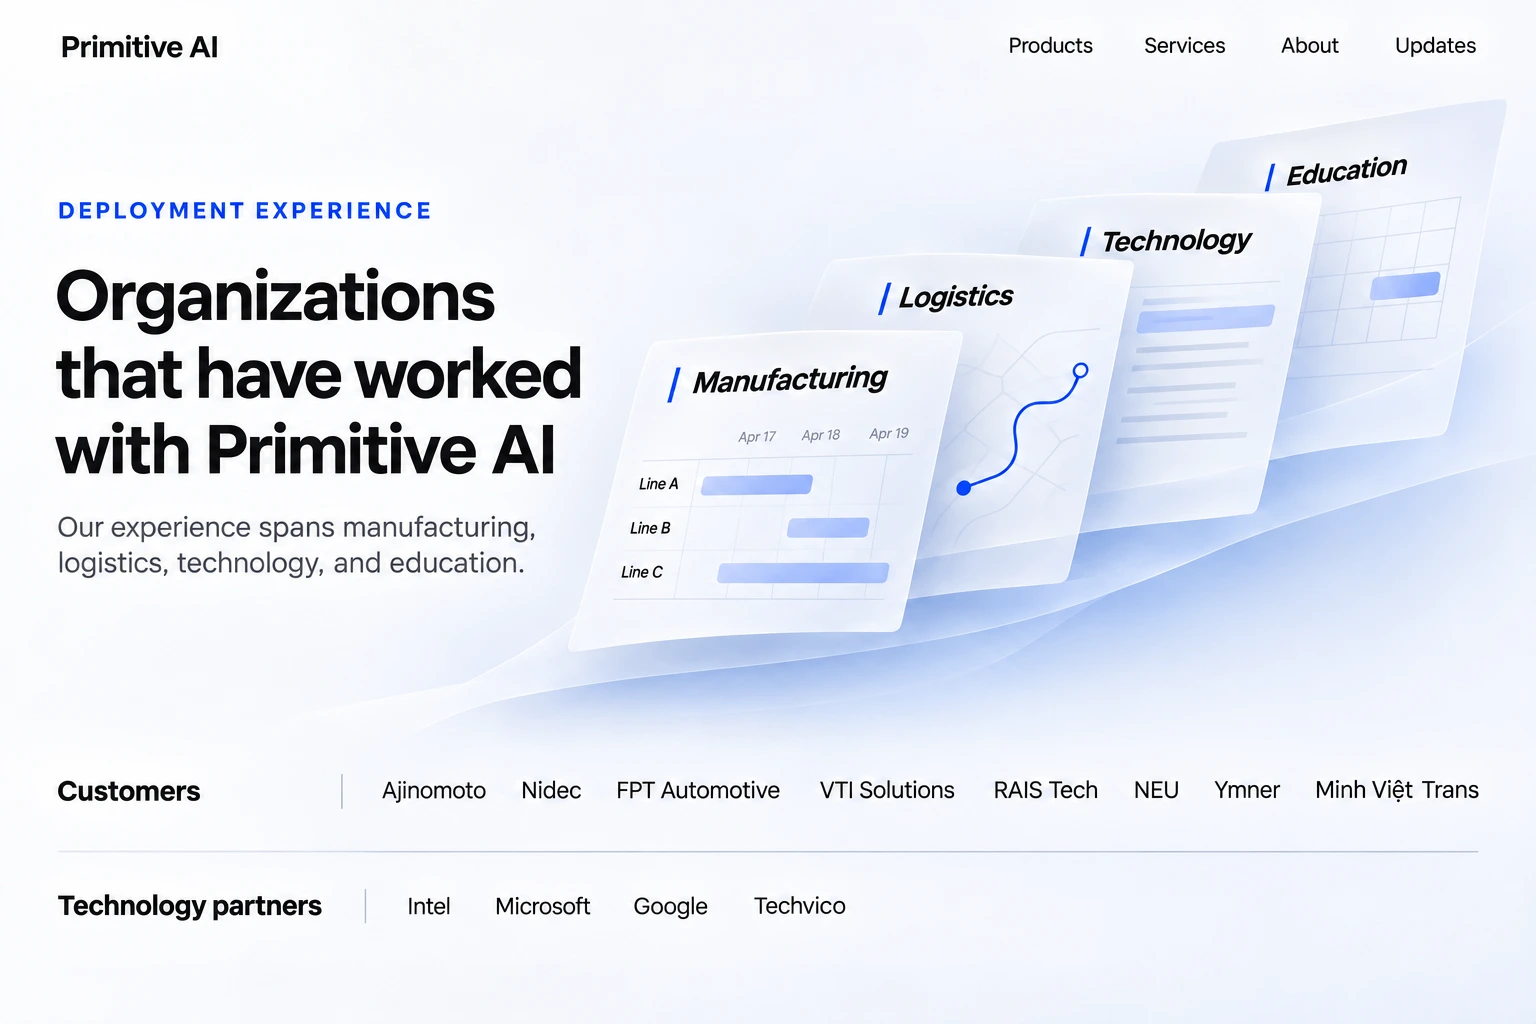 Primitive AI
Products Services About Updates
DEPLOYMENT EXPERIENCE
Organizations
that have worked
with Primitive AI
Our experience spans manufacturing,
logistics, technology, and education.
Manufacturing
Apr 17 Apr 18 Apr 19
Line A
Line B
Line C
Logistics
Technology
Education
Customers
Ajinomoto Nidec FPT Automotive VTI Solutions RAIS Tech NEU Ymner Minh Việt Trans
Technology partners
Intel Microsoft Google Techvico